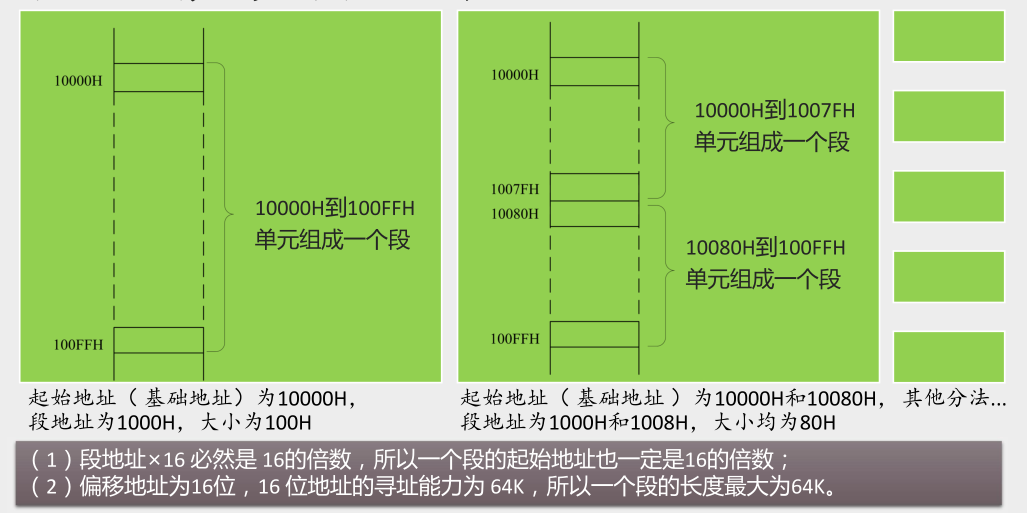 10000H
10000H到100FFH
单元组成一个段
100FFH
起始地址（基础地址）为10000H，
段地址为1000H，大小为100H
10000H
10000H到1007FH
单元组成一个段
1007FH
10080H
10080H到100FFH
单元组成一个段
100FFH
起始地址（基础地址）为10000H和10080H，
段地址为1000H和1008H，大小均为80H
其他分法...
（1）段地址×16 必然是 16的倍数，所以一个段的起始地址也一定是16的倍数；
（2）偏移地址为16位，16 位地址的寻址能力为 64K，所以一个段的长度最大为64K。